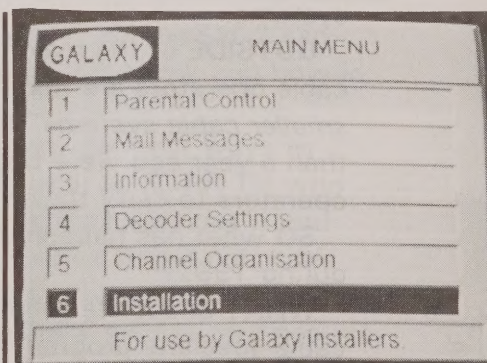 GALAXY MAIN MENU
1 Parental Control
2 Mail Messages
3 Information
4 Decoder Settings
5 Channel Organisation
6 Installation
For use by Galaxy installers.